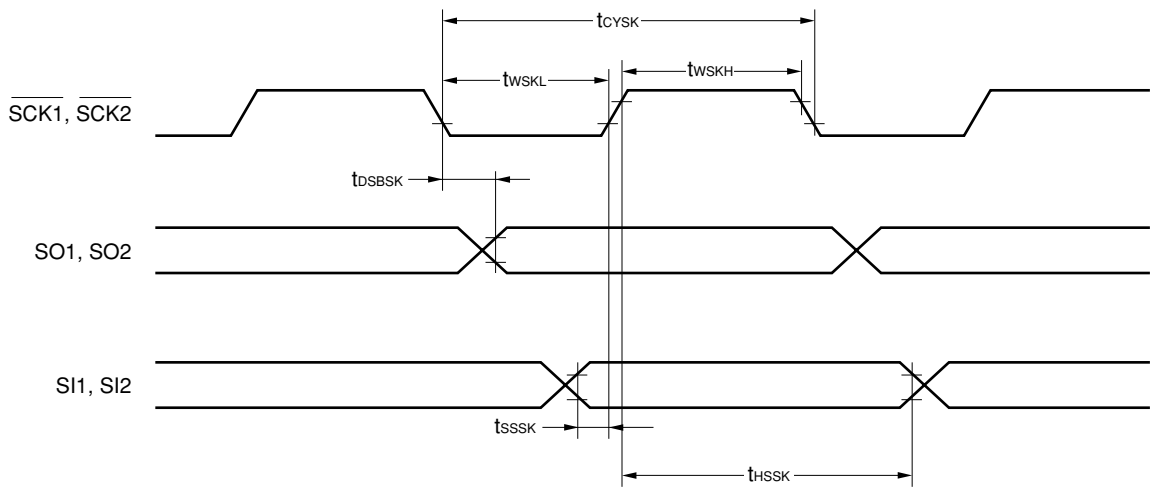 tCYSK
tWSKL
tWSKH
SCK1, SCK2
tDSBSK
SO1, SO2
SI1, SI2
tSSSK
tHSSK